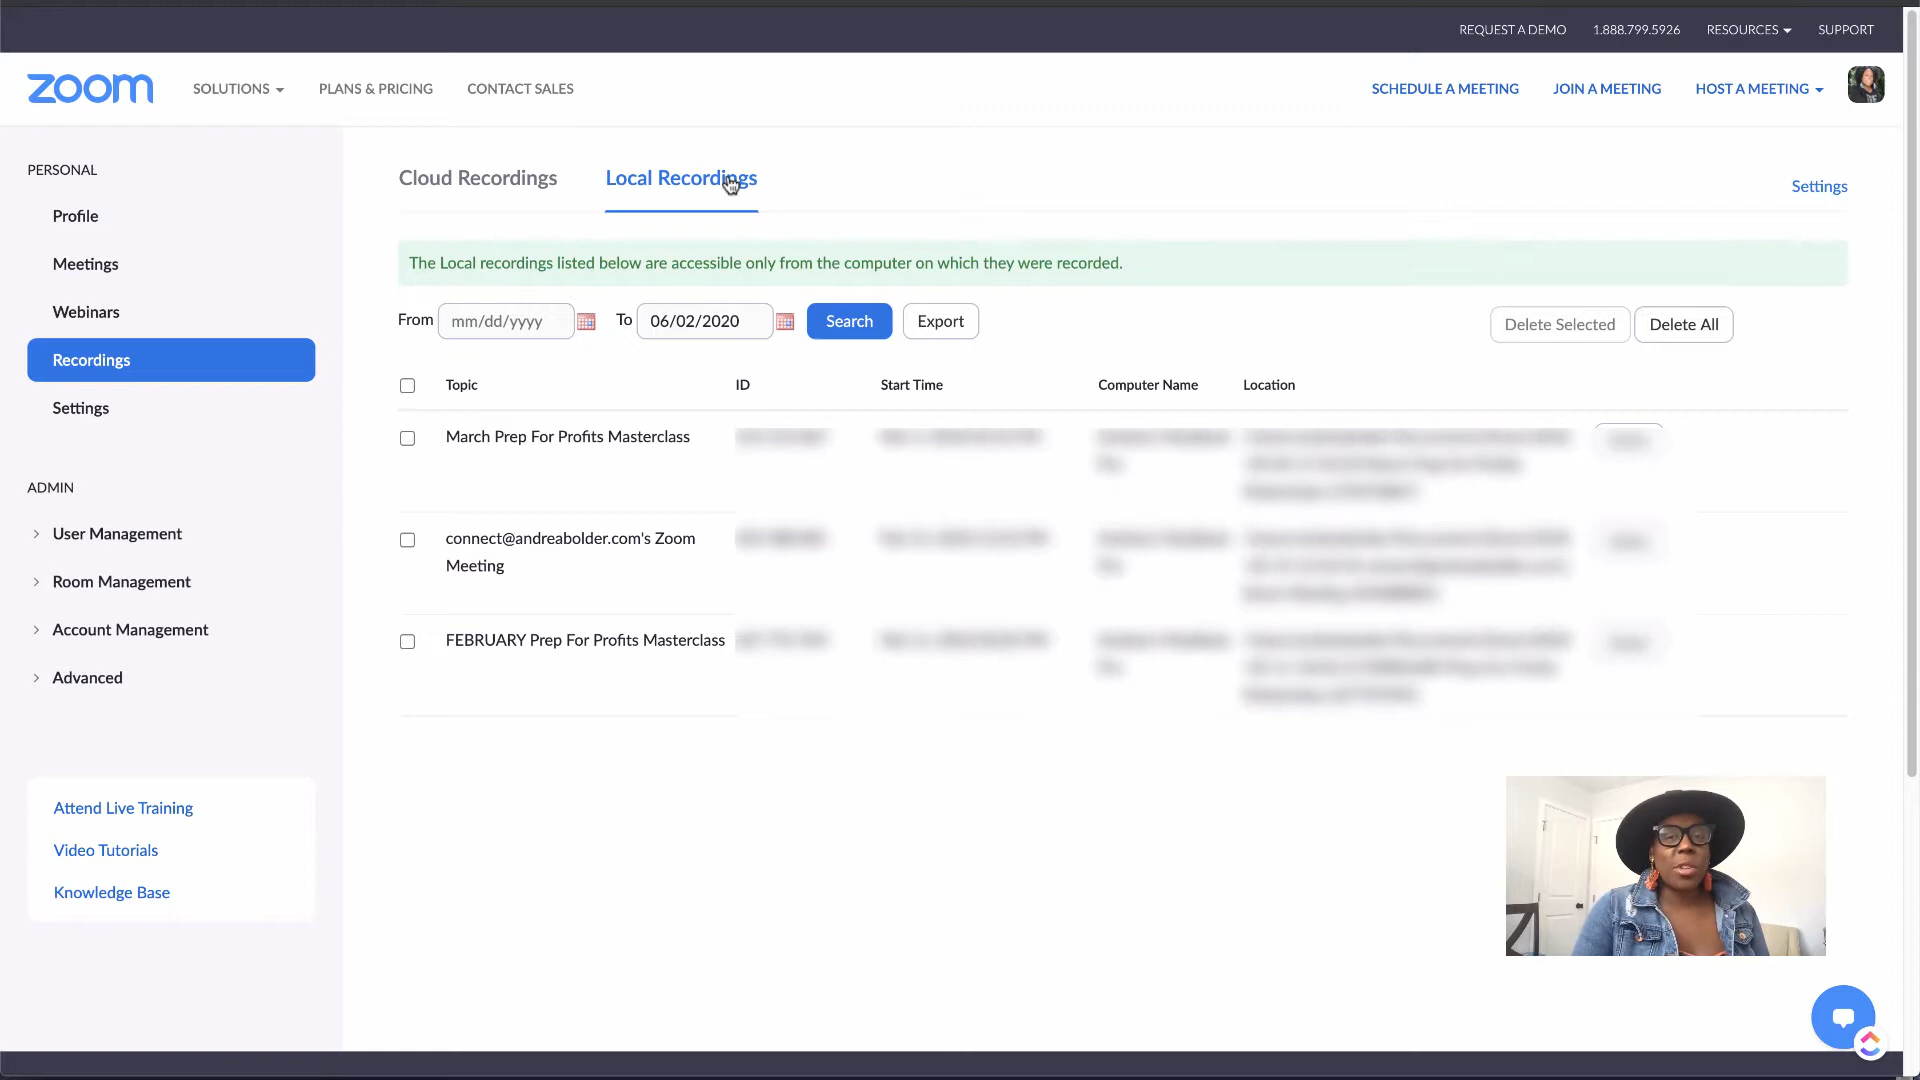 REQUEST A DEMO 1.888.799.5926 RESOURCES SUPPORT
zoom SOLUTIONS PLANS & PRICING CONTACT SALES SCHEDULE A MEETING JOIN A MEETING HOST A MEETING
PERSONAL
Profile
Meetings
Webinars
Recordings
Settings
ADMIN
User Management
Room Management
Account Management
Advanced
Attend Live Training
Video Tutorials
Knowledge Base
Cloud Recordings Local Recordings Settings
The Local recordings listed below are accessible only from the computer on which they were recorded.
From mm/dd/yyyy To 06/02/2020 Search Export Delete Selected Delete All
Topic ID Start Time Computer Name Location
March Prep For Profits Masterclass
connect@andreabolder.com's Zoom
Meeting
FEBRUARY Prep For Profits Masterclass